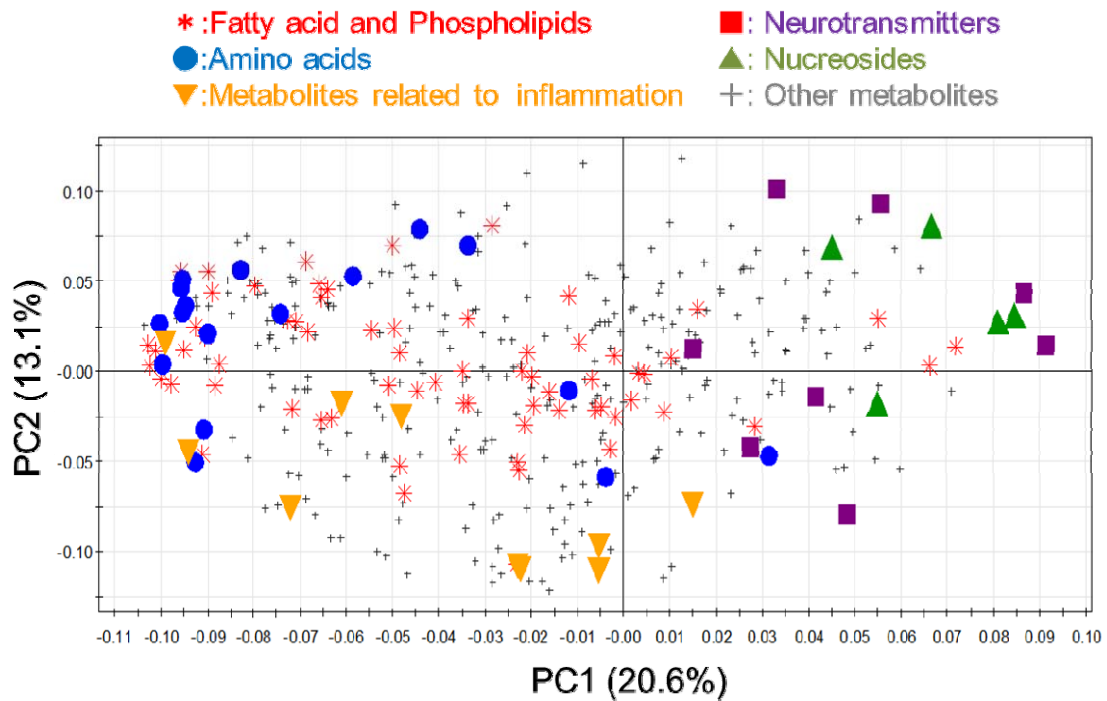 *:Fatty acid and Phospholipids
■: Neurotransmitters
●:Amino acids
▲: Nucreosides
▼:Metabolites related to inflammation
+: Other metabolites
PC2 (13.1%)
0.10
0.05
-0.00
-0.05
-0.10
-0.11 -0.10 -0.09 -0.08 -0.07 -0.06 -0.05 -0.04 -0.03 -0.02 -0.01 -0.00 0.01 0.02 0.03 0.04 0.05 0.06 0.07 0.08 0.09 0.10
PC1 (20.6%)